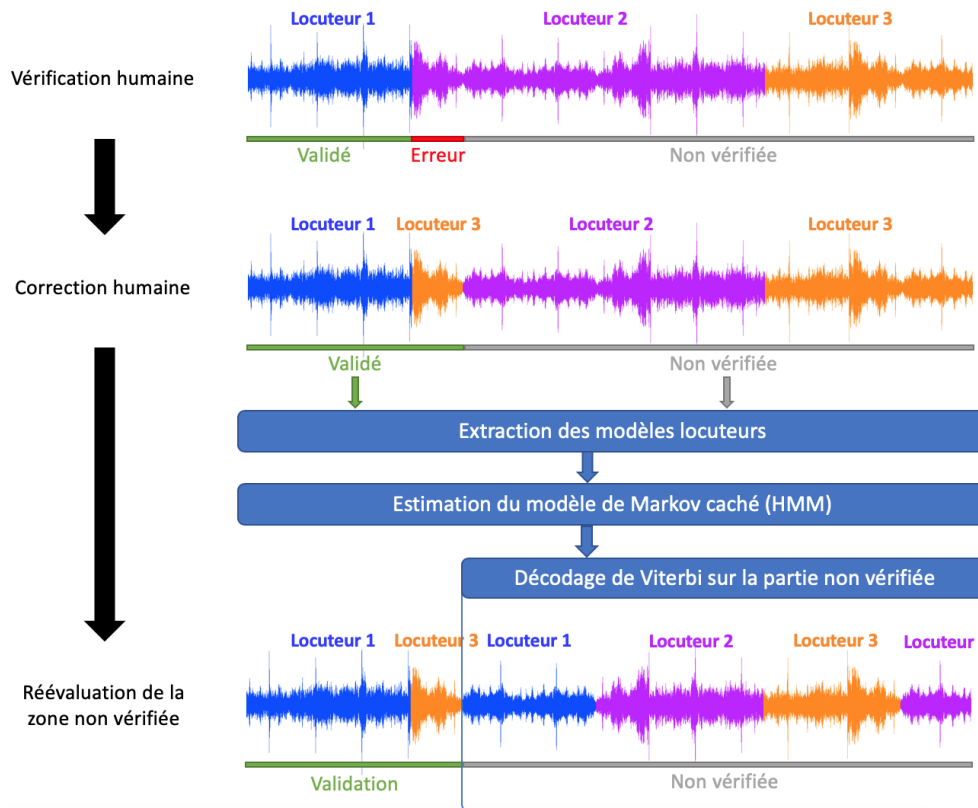 Locuteur 1
Locuteur 2
Locuteur 3
Vérification humaine
Validé
Erreur
Non vérifiée
Locuteur 1
Locuteur 3
Locuteur 2
Locuteur 3
Correction humaine
Validé
Non vérifiée
Extraction des modèles locuteurs
Estimation du modèle de Markov caché (HMM)
Décodage de Viterbi sur la partie non vérifiée
Locuteur 1
Locuteur 3
Locuteur 1
Locuteur 2
Locuteur 3
Locuteur
Réévaluation de la
zone non vérifiée
Validation
Non vérifiée